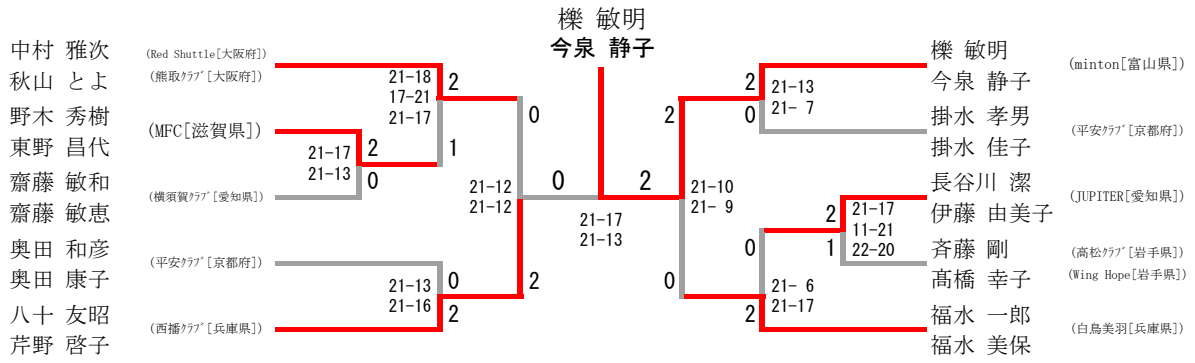 櫟 敏明
今泉 静子
中村 雅次
(Red Shuttle[大阪府])
秋山 とよ
(熊取ｸﾗﾌﾞ[大阪府])
野木 秀樹
(MFC[滋賀県])
東野 昌代
齋藤 敏和
(横須賀ｸﾗﾌﾞ[愛知県])
齋藤 敏恵
奥田 和彦
(平安ｸﾗﾌﾞ[京都府])
奥田 康子
八十 友昭
(西播ｸﾗﾌﾞ[兵庫県])
芹野 啓子
21-18
17-21
21-17
2
1
21-17
21-13
2
0
21-13
21-16
0
2
0
21-12
21-12
2
0
2
21-17
21-13
2
21-10
21- 9
0
2
0
21-13
21- 7
2
1
21-17
11-21
22-20
0
2
21- 6
21-17
櫟 敏明
(minton[富山県])
今泉 静子
掛水 孝男
(平安ｸﾗﾌﾞ[京都府])
掛水 佳子
長谷川 潔
(JUPITER[愛知県])
伊藤 由美子
斉藤 剛
(高松ｸﾗﾌﾞ[岩手県])
髙橋 幸子
(Wing Hope[岩手県])
福水 一郎
(白鳥美羽[兵庫県])
福水 美保